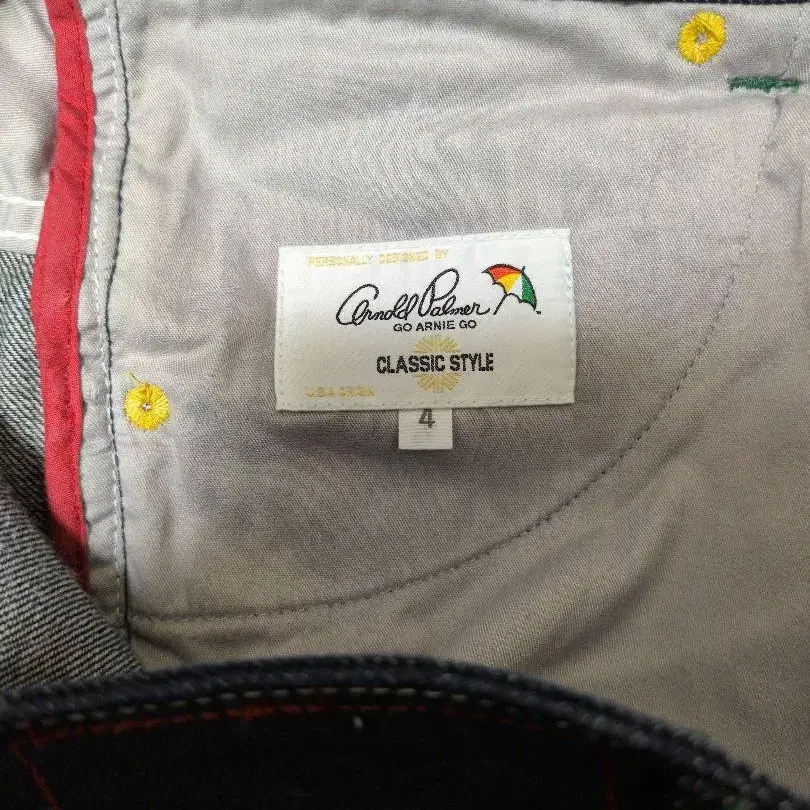 PERSONALLY DESIGNED BY
Arnold Palmer
GO ARNIE GO
CLASSIC STYLE
U.S.A ORIGIN
4